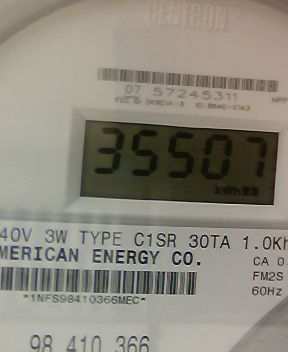 CENTRON®
07 57245311
35507
kWh
40V 3W TYPE C1SR 30TA 1.0Kh
MERICAN ENERGY CO.
CA 0.
FM2S
60Hz
*1NFS98410366MEC*
98 410 366